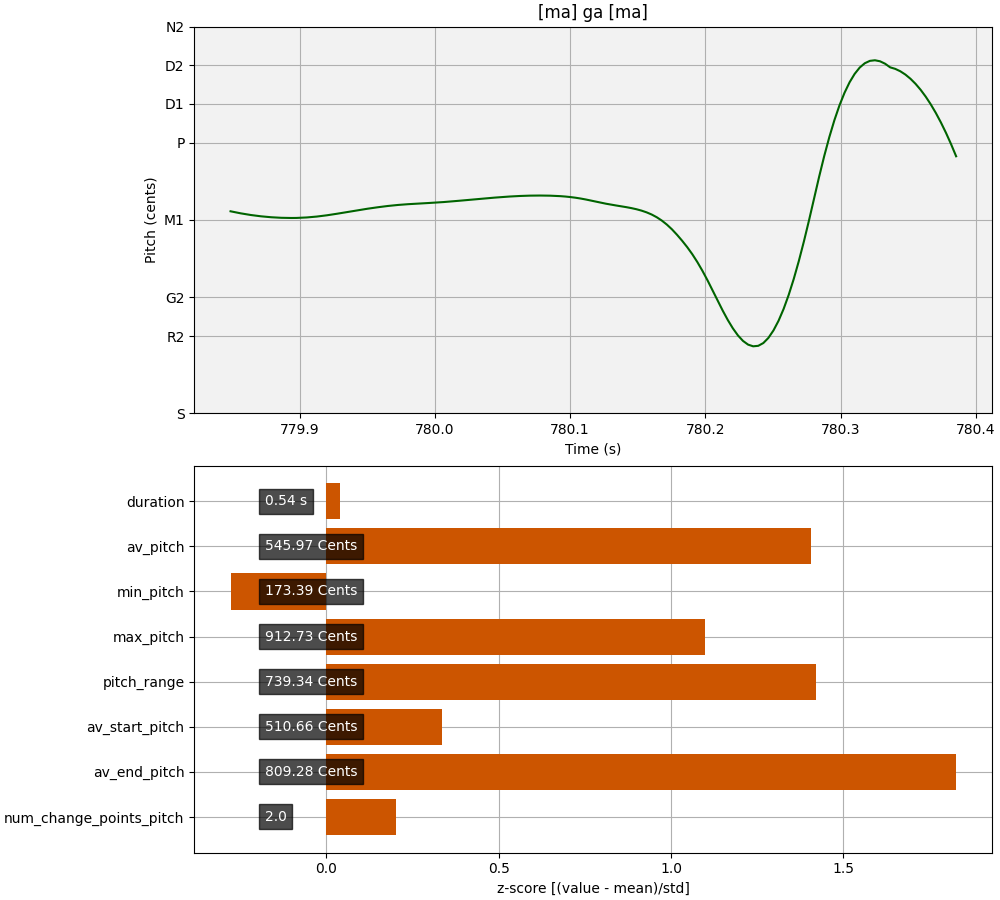 [ma] ga [ma]
N2
D2
D1
P
M1
G2
R2
S
Pitch (cents)
779.9 780.0 780.1 780.2 780.3 780.4
Time (s)
duration 0.54 s
av_pitch 545.97 Cents
min_pitch 173.39 Cents
max_pitch 912.73 Cents
pitch_range 739.34 Cents
av_start_pitch 510.66 Cents
av_end_pitch 809.28 Cents
num_change_points_pitch 2.0
0.0 0.5 1.0 1.5
z-score [(value - mean)/std]